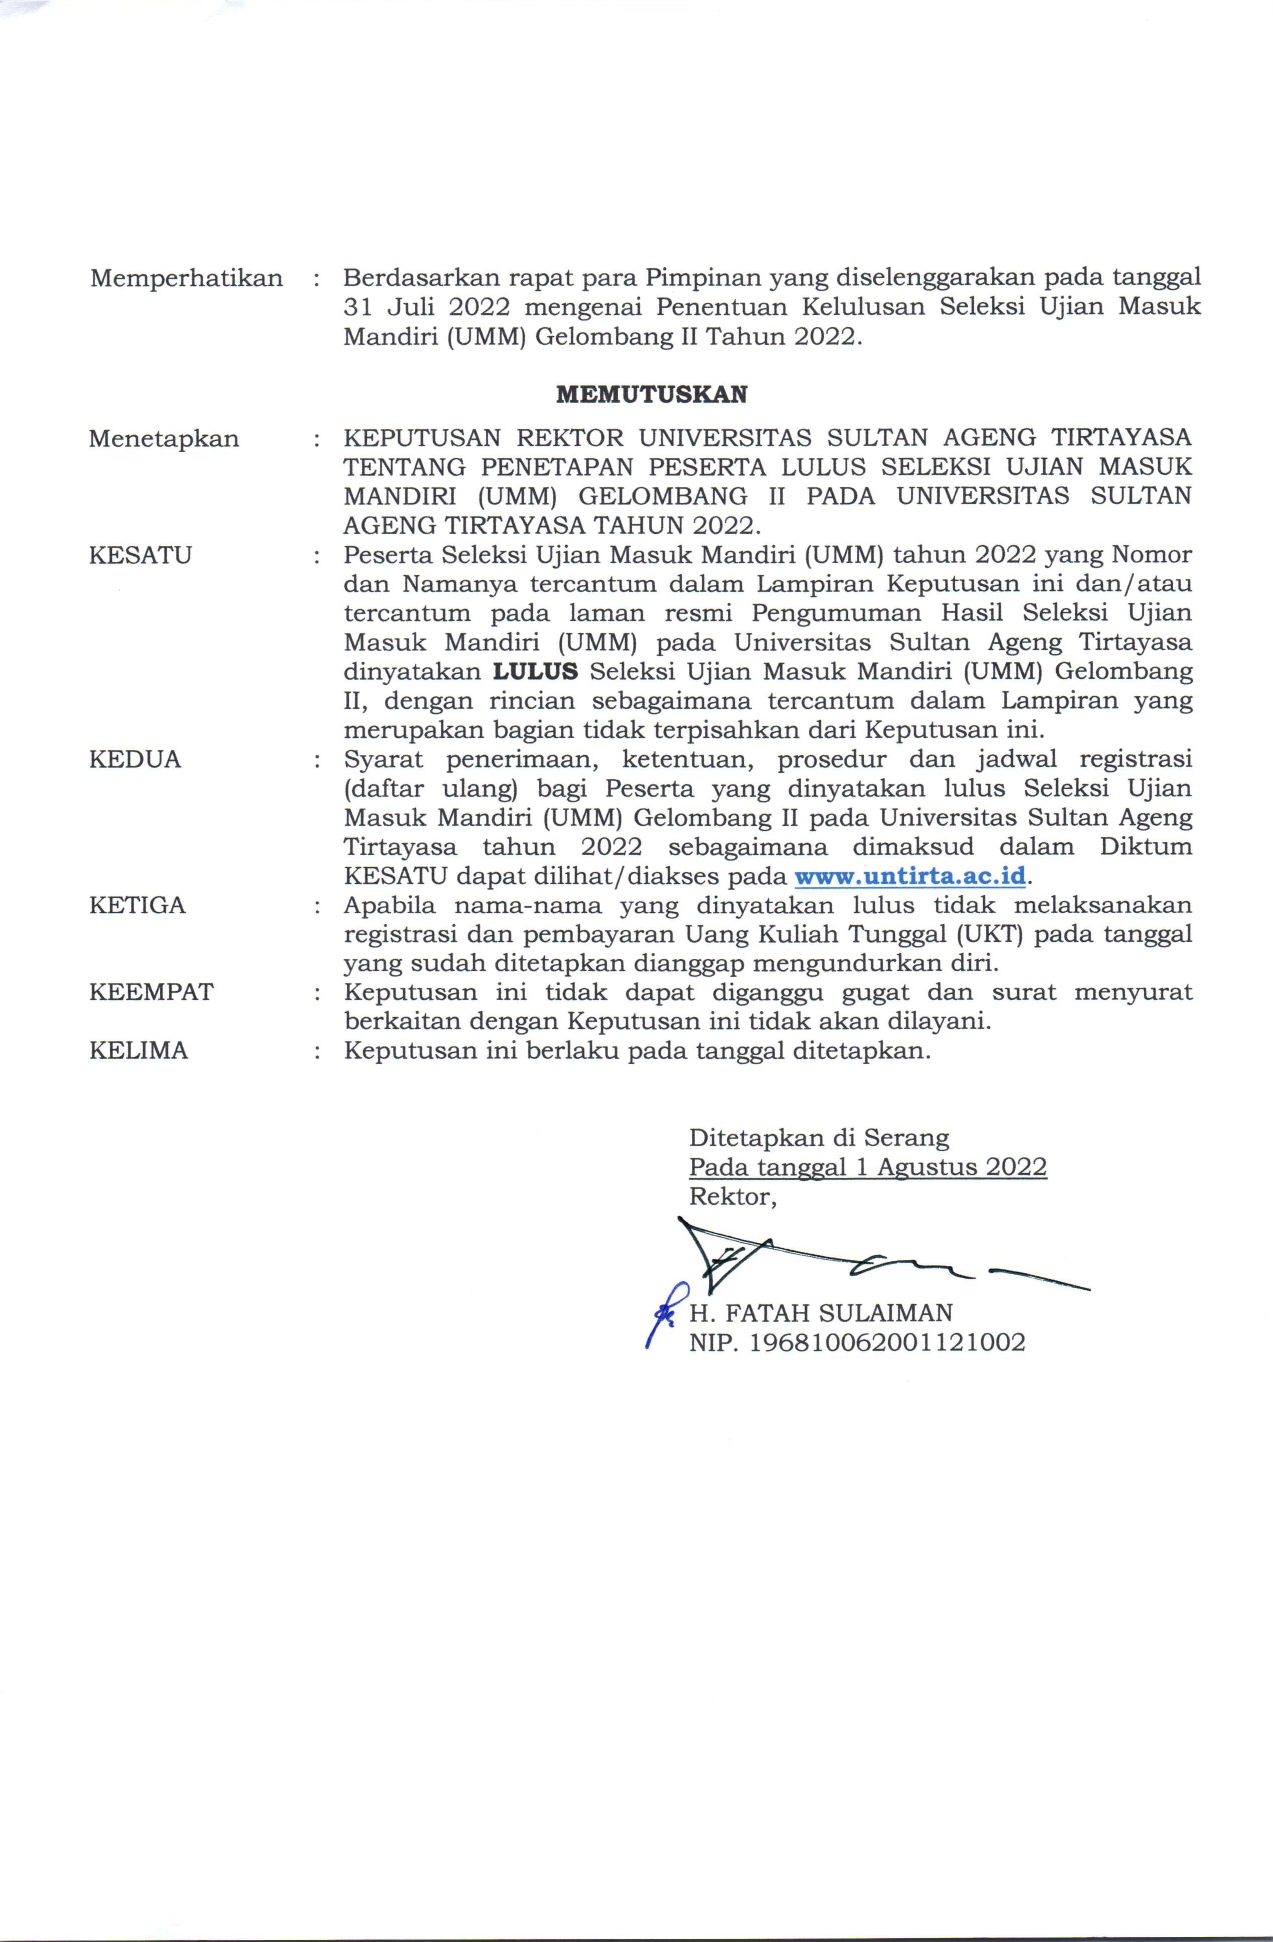 Memperhatikan : Berdasarkan rapat para Pimpinan yang diselenggarakan pada tanggal
31 Juli 2022 mengenai Penentuan Kelulusan Seleksi Ujian Masuk
Mandiri (UMM) Gelombang II Tahun 2022.
MEMUTUSKAN
Menetapkan : KEPUTUSAN REKTOR UNIVERSITAS SULTAN AGENG TIRTAYASA
TENTANG PENETAPAN PESERTA LULUS SELEKSI UJIAN MASUK
MANDIRI (UMM) GELOMBANG II PADA UNIVERSITAS SULTAN
AGENG TIRTAYASA TAHUN 2022.
KESATU : Peserta Seleksi Ujian Masuk Mandiri (UMM) tahun 2022 yang Nomor
dan Namanya tercantum dalam Lampiran Keputusan ini dan/atau
tercantum pada laman resmi Pengumuman Hasil Seleksi Ujian
Masuk Mandiri (UMM) pada Universitas Sultan Ageng Tirtayasa
dinyatakan LULUS Seleksi Ujian Masuk Mandiri (UMM) Gelombang
II, dengan rincian sebagaimana tercantum dalam Lampiran yang
merupakan bagian tidak terpisahkan dari Keputusan ini.
KEDUA : Syarat penerimaan, ketentuan, prosedur dan jadwal registrasi
(daftar ulang) bagi Peserta yang dinyatakan lulus Seleksi Ujian
Masuk Mandiri (UMM) Gelombang II pada Universitas Sultan Ageng
Tirtayasa tahun 2022 sebagaimana dimaksud dalam Diktum
KESATU dapat dilihat/diakses pada www.untirta.ac.id.
KETIGA : Apabila nama-nama yang dinyatakan lulus tidak melaksanakan
registrasi dan pembayaran Uang Kuliah Tunggal (UKT) pada tanggal
yang sudah ditetapkan dianggap mengundurkan diri.
KEEMPAT : Keputusan ini tidak dapat diganggu gugat dan surat menyurat
berkaitan dengan Keputusan ini tidak akan dilayani.
KELIMA : Keputusan ini berlaku pada tanggal ditetapkan.
Ditetapkan di Serang
Pada tanggal 1 Agustus 2022
Rektor,
H. FATAH SULAIMAN
NIP. 196810062001121002